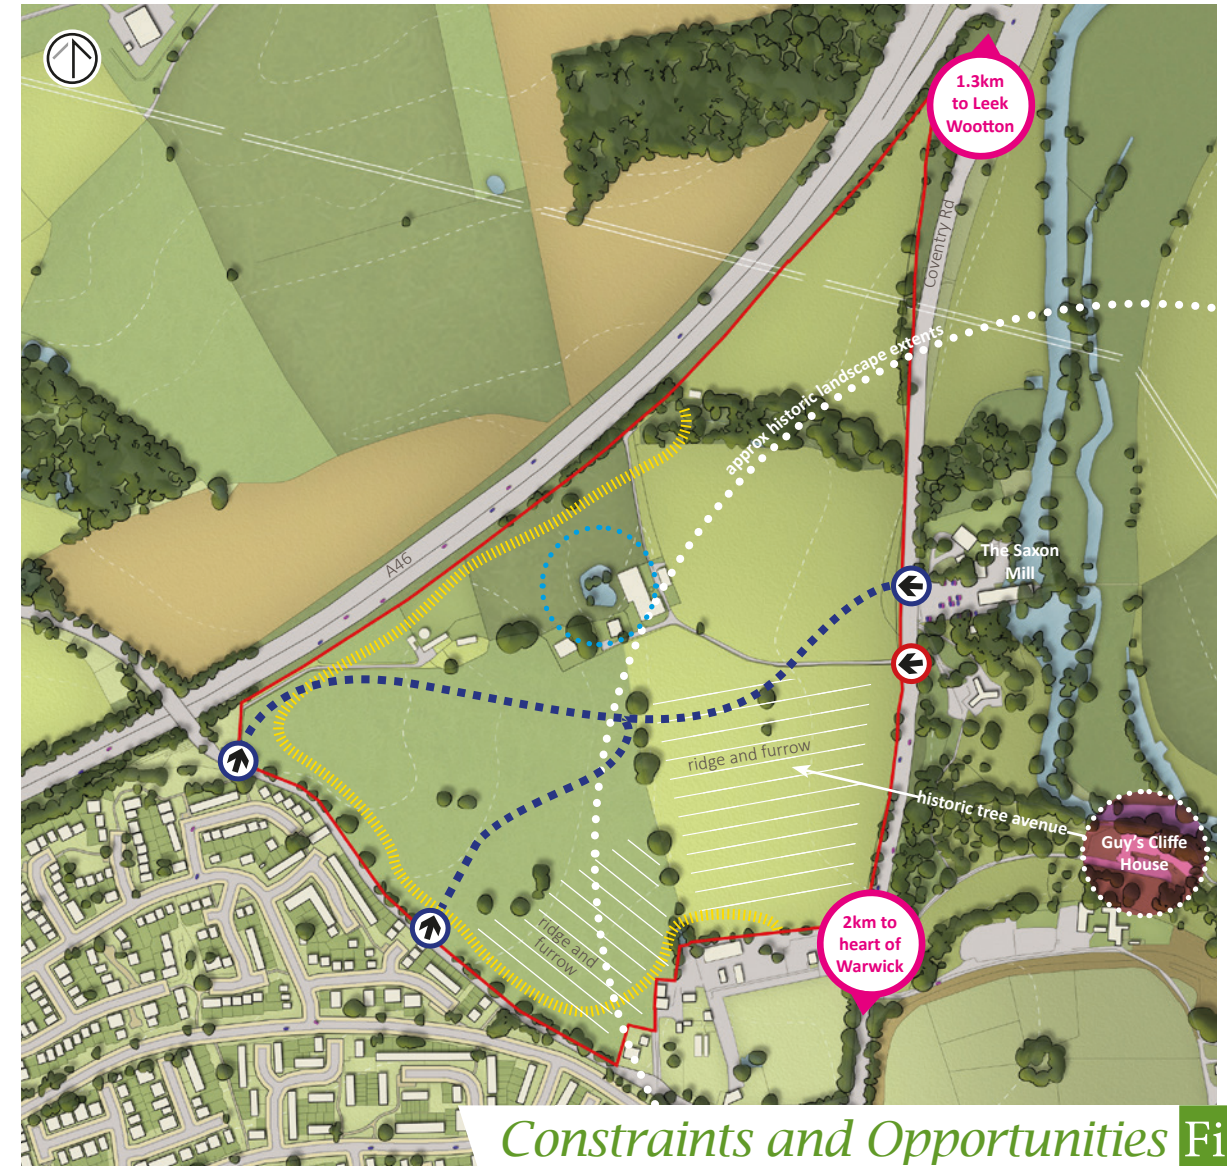 1.3km
to Leek
Wootton
Coventry Rd
approx historic landscape extents
A46
The Saxon
Mill
ridge and furrow
historic tree avenue
Guy's Cliffe
House
ridge and
furrow
2km to
heart of
Warwick
Constraints and Opportunities Fi